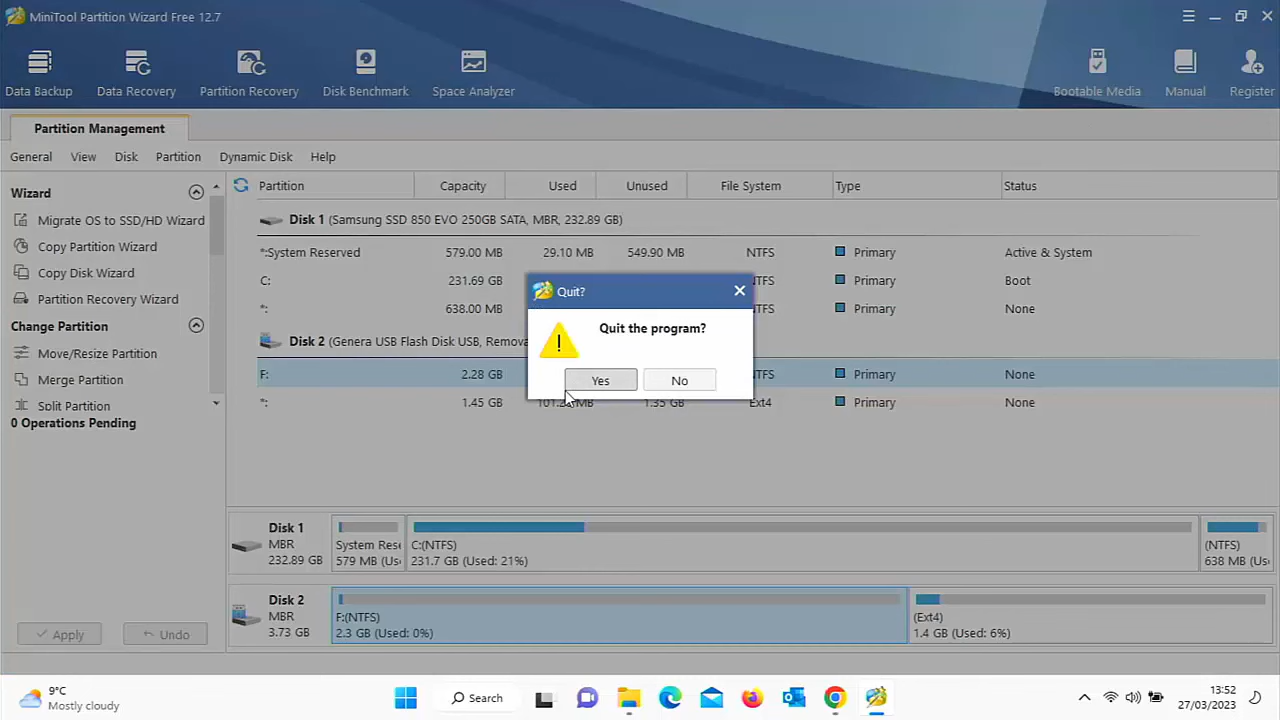 MiniTool Partition Wizard Free 12.7
Data Backup Data Recovery Partition Recovery Disk Benchmark Space Analyzer Bootable Media Manual Register
Partition Management
General View Disk Partition Dynamic Disk Help
Wizard
Migrate OS to SSD/HD Wizard
Copy Partition Wizard
Copy Disk Wizard
Partition Recovery Wizard
Change Partition
Move/Resize Partition
Merge Partition
Split Partition
0 Operations Pending
Apply Undo
Partition Capacity Used Unused File System Type Status
Disk 1 (Samsung SSD 850 EVO 250GB SATA, MBR, 232.89 GB)
*:System Reserved 579.00 MB 29.10 MB 549.90 MB NTFS Primary Active & System
C: 231.69 GB Primary Boot
*: 638.00 MB Primary None
Disk 2 (Genera USB Flash Disk USB, Remova
F: 2.28 GB NTFS Primary None
*: 1.45 GB MB 1.35 GB Ext4 Primary None
Quit?
Quit the program?
Yes No
Disk 1
MBR
232.89 GB
System Rese
579 MB (Us
C:(NTFS)
231.7 GB (Used: 21%)
(NTFS)
638 MB (Us
Disk 2
MBR
3.73 GB
F:(NTFS)
2.3 GB (Used: 0%)
(Ext4)
1.4 GB (Used: 6%)
9°C
Mostly cloudy
Search
13:52
27/03/2023